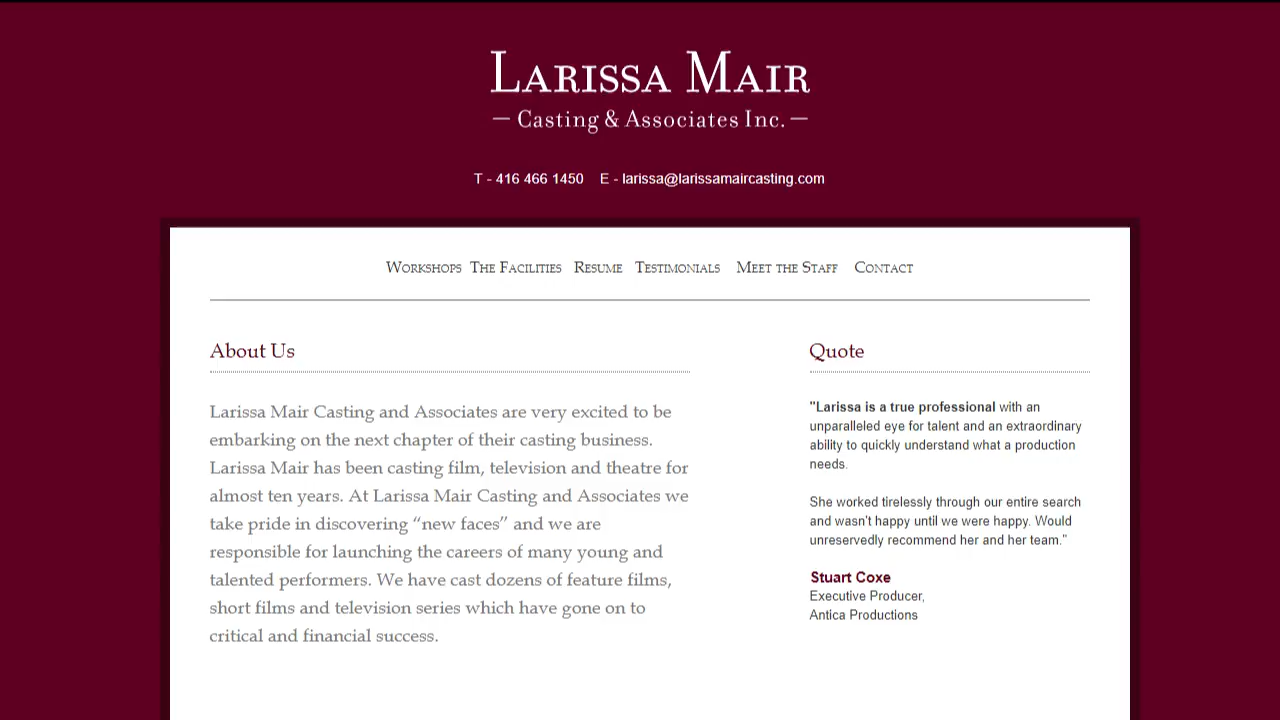 Larissa Mair
— Casting & Associates Inc. —
T - 416 466 1450 E - larissa@larissamaircasting.com
Workshops The Facilities Resume Testimonials Meet the Staff Contact
About Us
Larissa Mair Casting and Associates are very excited to be
embarking on the next chapter of their casting business.
Larissa Mair has been casting film, television and theatre for
almost ten years. At Larissa Mair Casting and Associates we
take pride in discovering “new faces” and we are
responsible for launching the careers of many young and
talented performers. We have cast dozens of feature films,
short films and television series which have gone on to
critical and financial success.
Quote
"Larissa is a true professional with an
unparalleled eye for talent and an extraordinary
ability to quickly understand what a production
needs.
She worked tirelessly through our entire search
and wasn't happy until we were happy. Would
unreservedly recommend her and her team."
Stuart Coxe
Executive Producer,
Antica Productions